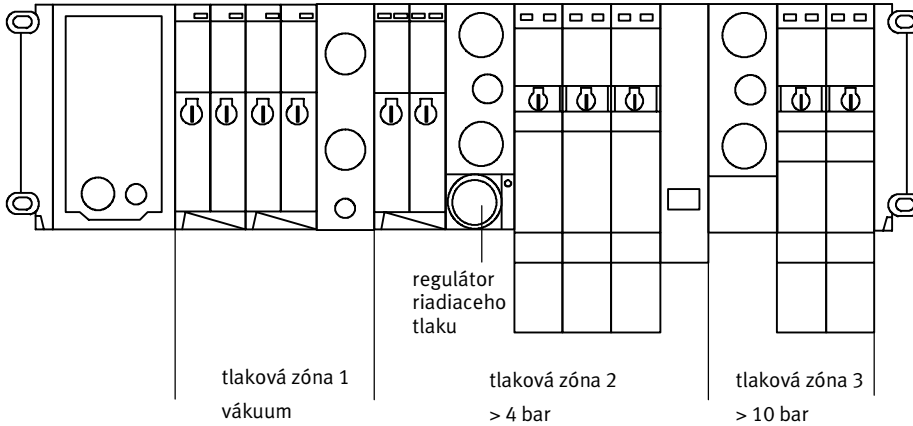 regulátor
riadiaceho
tlaku
tlaková zóna 1
vákuum
tlaková zóna 2
> 4 bar
tlaková zóna 3
> 10 bar